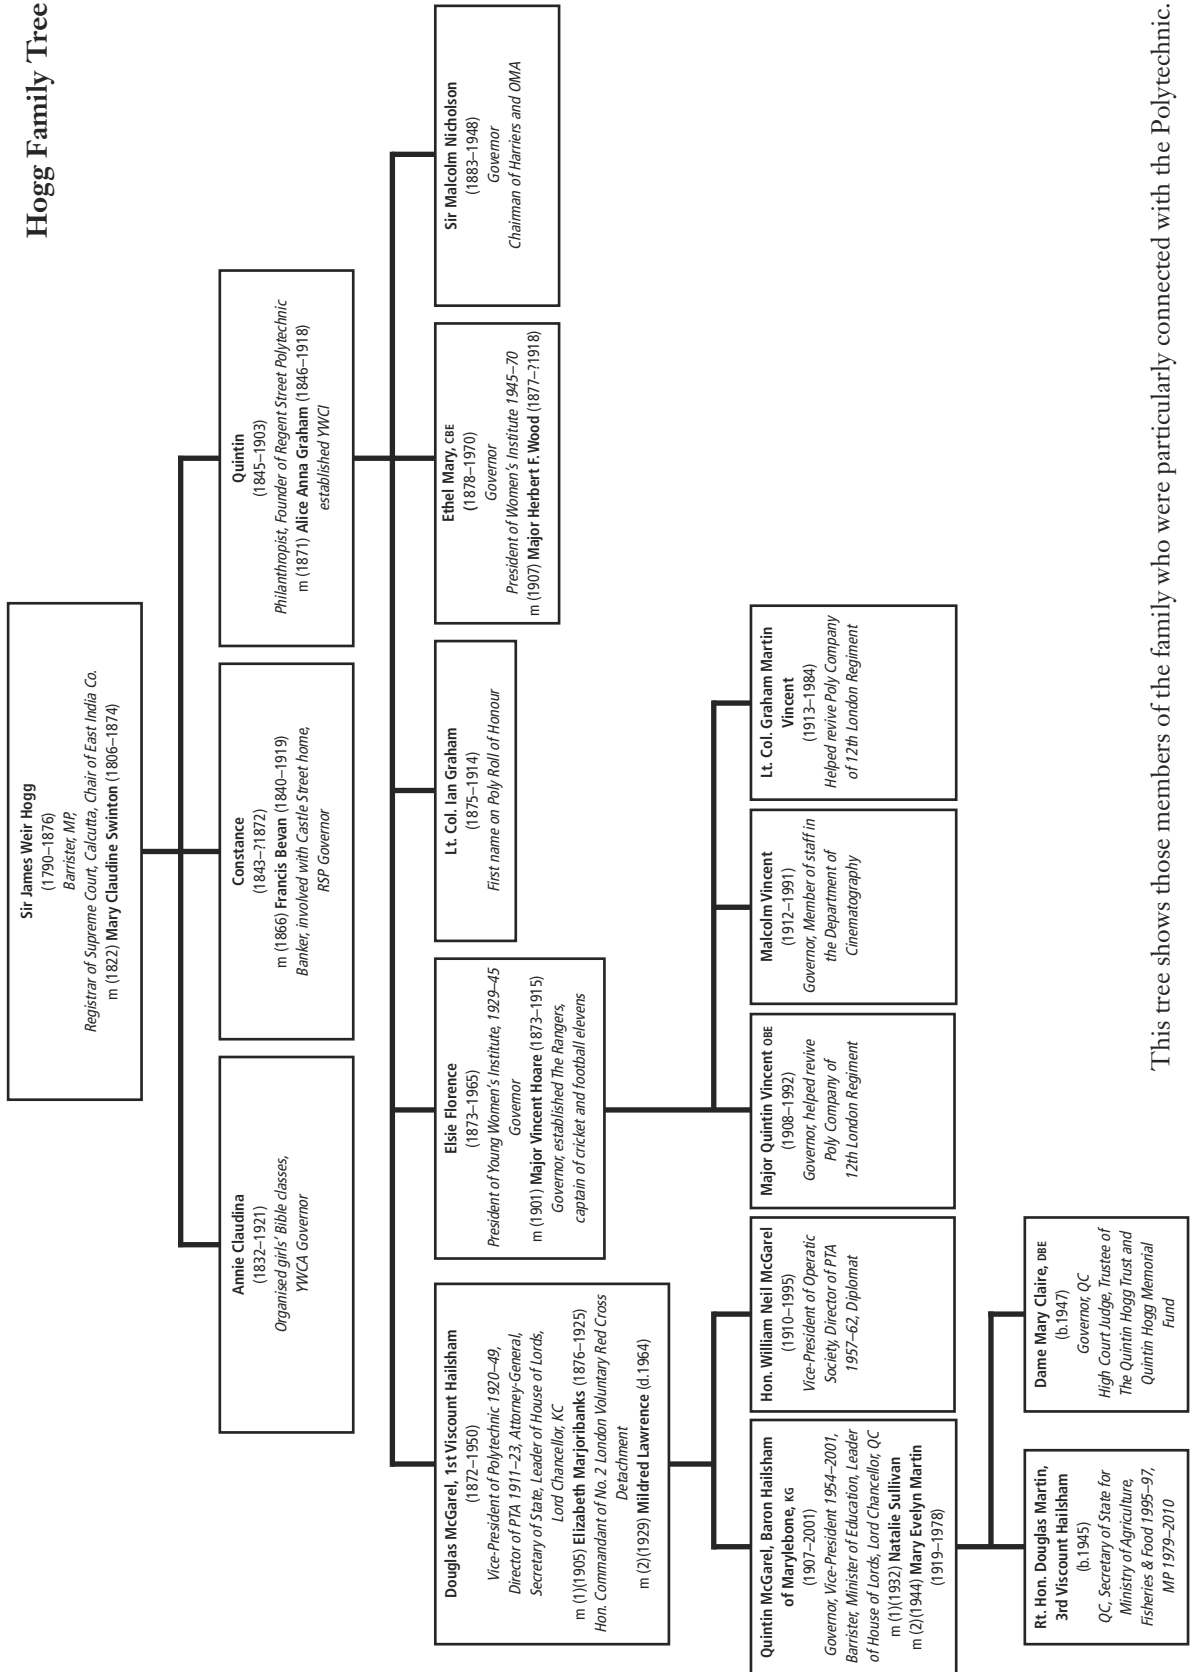 Hogg Family Tree
Sir James Weir Hogg
(1790–1876)
Barrister, MP,
Registrar of Supreme Court, Calcutta, Chair of East India Co.
m (1822) Mary Claudine Swinton (1806–1874)
Annie Claudina
(1832–1921)
Organised girls' Bible classes,
YWCA Governor
Constance
(1843–?1872)
m (1866) Francis Bevan (1840–1919)
Banker, involved with Castle Street home,
RSP Governor
Quintin
(1845–1903)
Philanthropist, Founder of Regent Street Polytechnic
m (1871) Alice Anna Graham (1846–1918)
established YWCI
Douglas McGarel, 1st Viscount Hailsham
(1872–1950)
Vice-President of Polytechnic 1920–49,
Director of PTA 1911–23, Attorney-General,
Secretary of State, Leader of House of Lords,
Lord Chancellor, KC
m (1)(1905) Elizabeth Marjoribanks (1876–1925)
Hon. Commandant of No. 2 London Voluntary Red Cross
Detachment
m (2)(1929) Mildred Lawrence (d.1964)
Elsie Florence
(1873–1965)
President of Young Women's Institute, 1929–45
Governor
m (1901) Major Vincent Hoare (1873–1915)
Governor, established The Rangers,
captain of cricket and football elevens
Lt. Col. Ian Graham
(1875–1914)
First name on Poly Roll of Honour
Ethel Mary, CBE
(1878–1970)
Governor
President of Women's Institute 1945–70
m (1907) Major Herbert F. Wood (1877–?1918)
Sir Malcolm Nicholson
(1883–1948)
Governor
Chairman of Harriers and OMA
Quintin McGarel, Baron Hailsham
of Marylebone, KG
(1907–2001)
Governor, Vice-President 1954–2001,
Barrister, Minister of Education, Leader
of House of Lords, Lord Chancellor, QC
m (1)(1932) Natalie Sullivan
m (2)(1944) Mary Evelyn Martin
(1919–1978)
Hon. William Neil McGarel
(1910–1995)
Vice-President of Operatic
Society, Director of PTA
1957–62, Diplomat
Major Quintin Vincent OBE
(1908–1992)
Governor, helped revive
Poly Company of
12th London Regiment
Malcolm Vincent
(1912–1991)
Governor, Member of staff in
the Department of
Cinematography
Lt. Col. Graham Martin
Vincent
(1913–1984)
Helped revive Poly Company
of 12th London Regiment
Rt. Hon. Douglas Martin,
3rd Viscount Hailsham
(b.1945)
QC, Secretary of State for
Ministry of Agriculture,
Fisheries & Food 1995–97,
MP 1979–2010
Dame Mary Claire, DBE
(b.1947)
Governor, QC
High Court Judge, Trustee of
The Quintin Hogg Trust and
Quintin Hogg Memorial
Fund
This tree shows those members of the family who were particularly connected with the Polytechnic.